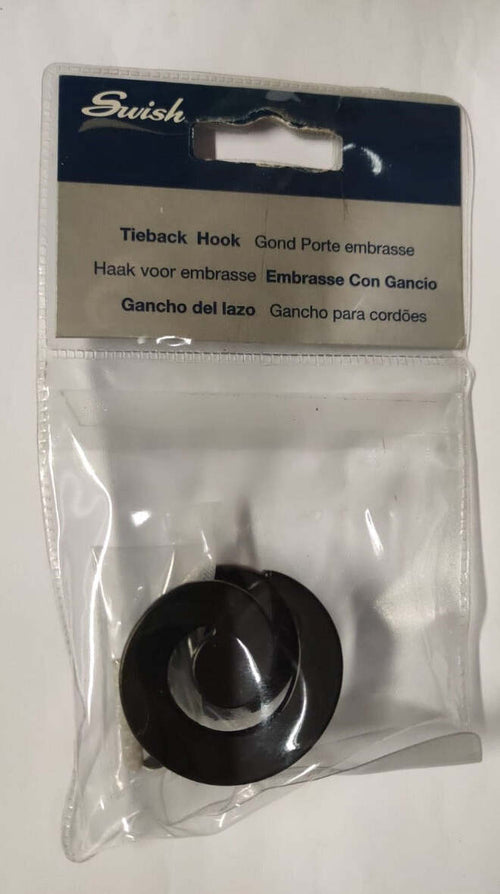 Swish
Tieback Hook Gond Porte embrasse
Haak voor embrasse Embrasse Con Gancio
Gancho del lazo Gancho para cordões